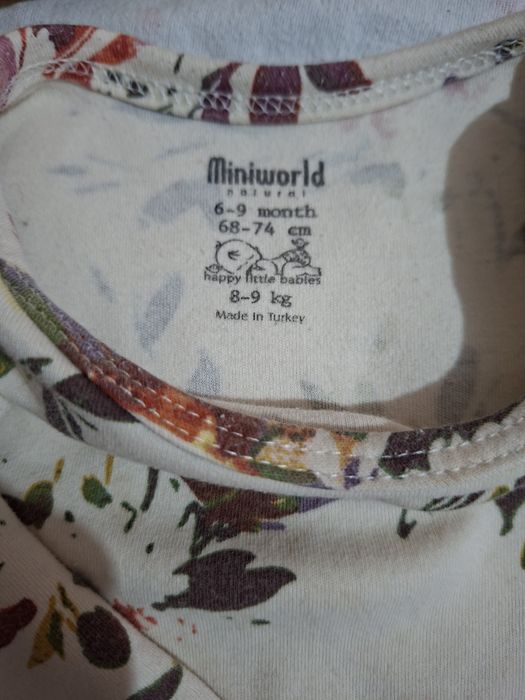 Miniworld
natural
6-9 month
68-74 cm
happy little babies
8-9 kg
Made in Turkey